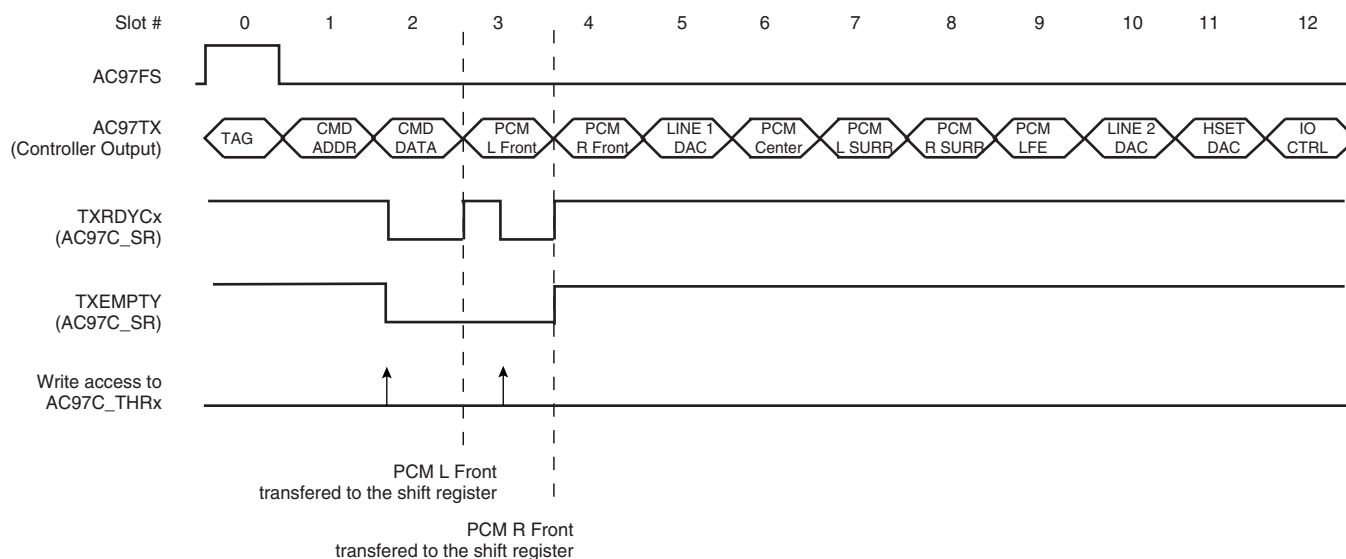 Slot # 0 1 2 3 4 5 6 7 8 9 10 11 12
AC97FS
AC97TX
(Controller Output)
TAG
CMD
ADDR
CMD
DATA
PCM
L Front
PCM
R Front
LINE 1
DAC
PCM
Center
PCM
L SURR
PCM
R SURR
PCM
LFE
LINE 2
DAC
HSET
DAC
IO
CTRL
TXRDYCx
(AC97C_SR)
TXEMPTY
(AC97C_SR)
Write access to
AC97C_THRx
PCM L Front
transfered to the shift register
PCM R Front
transfered to the shift register